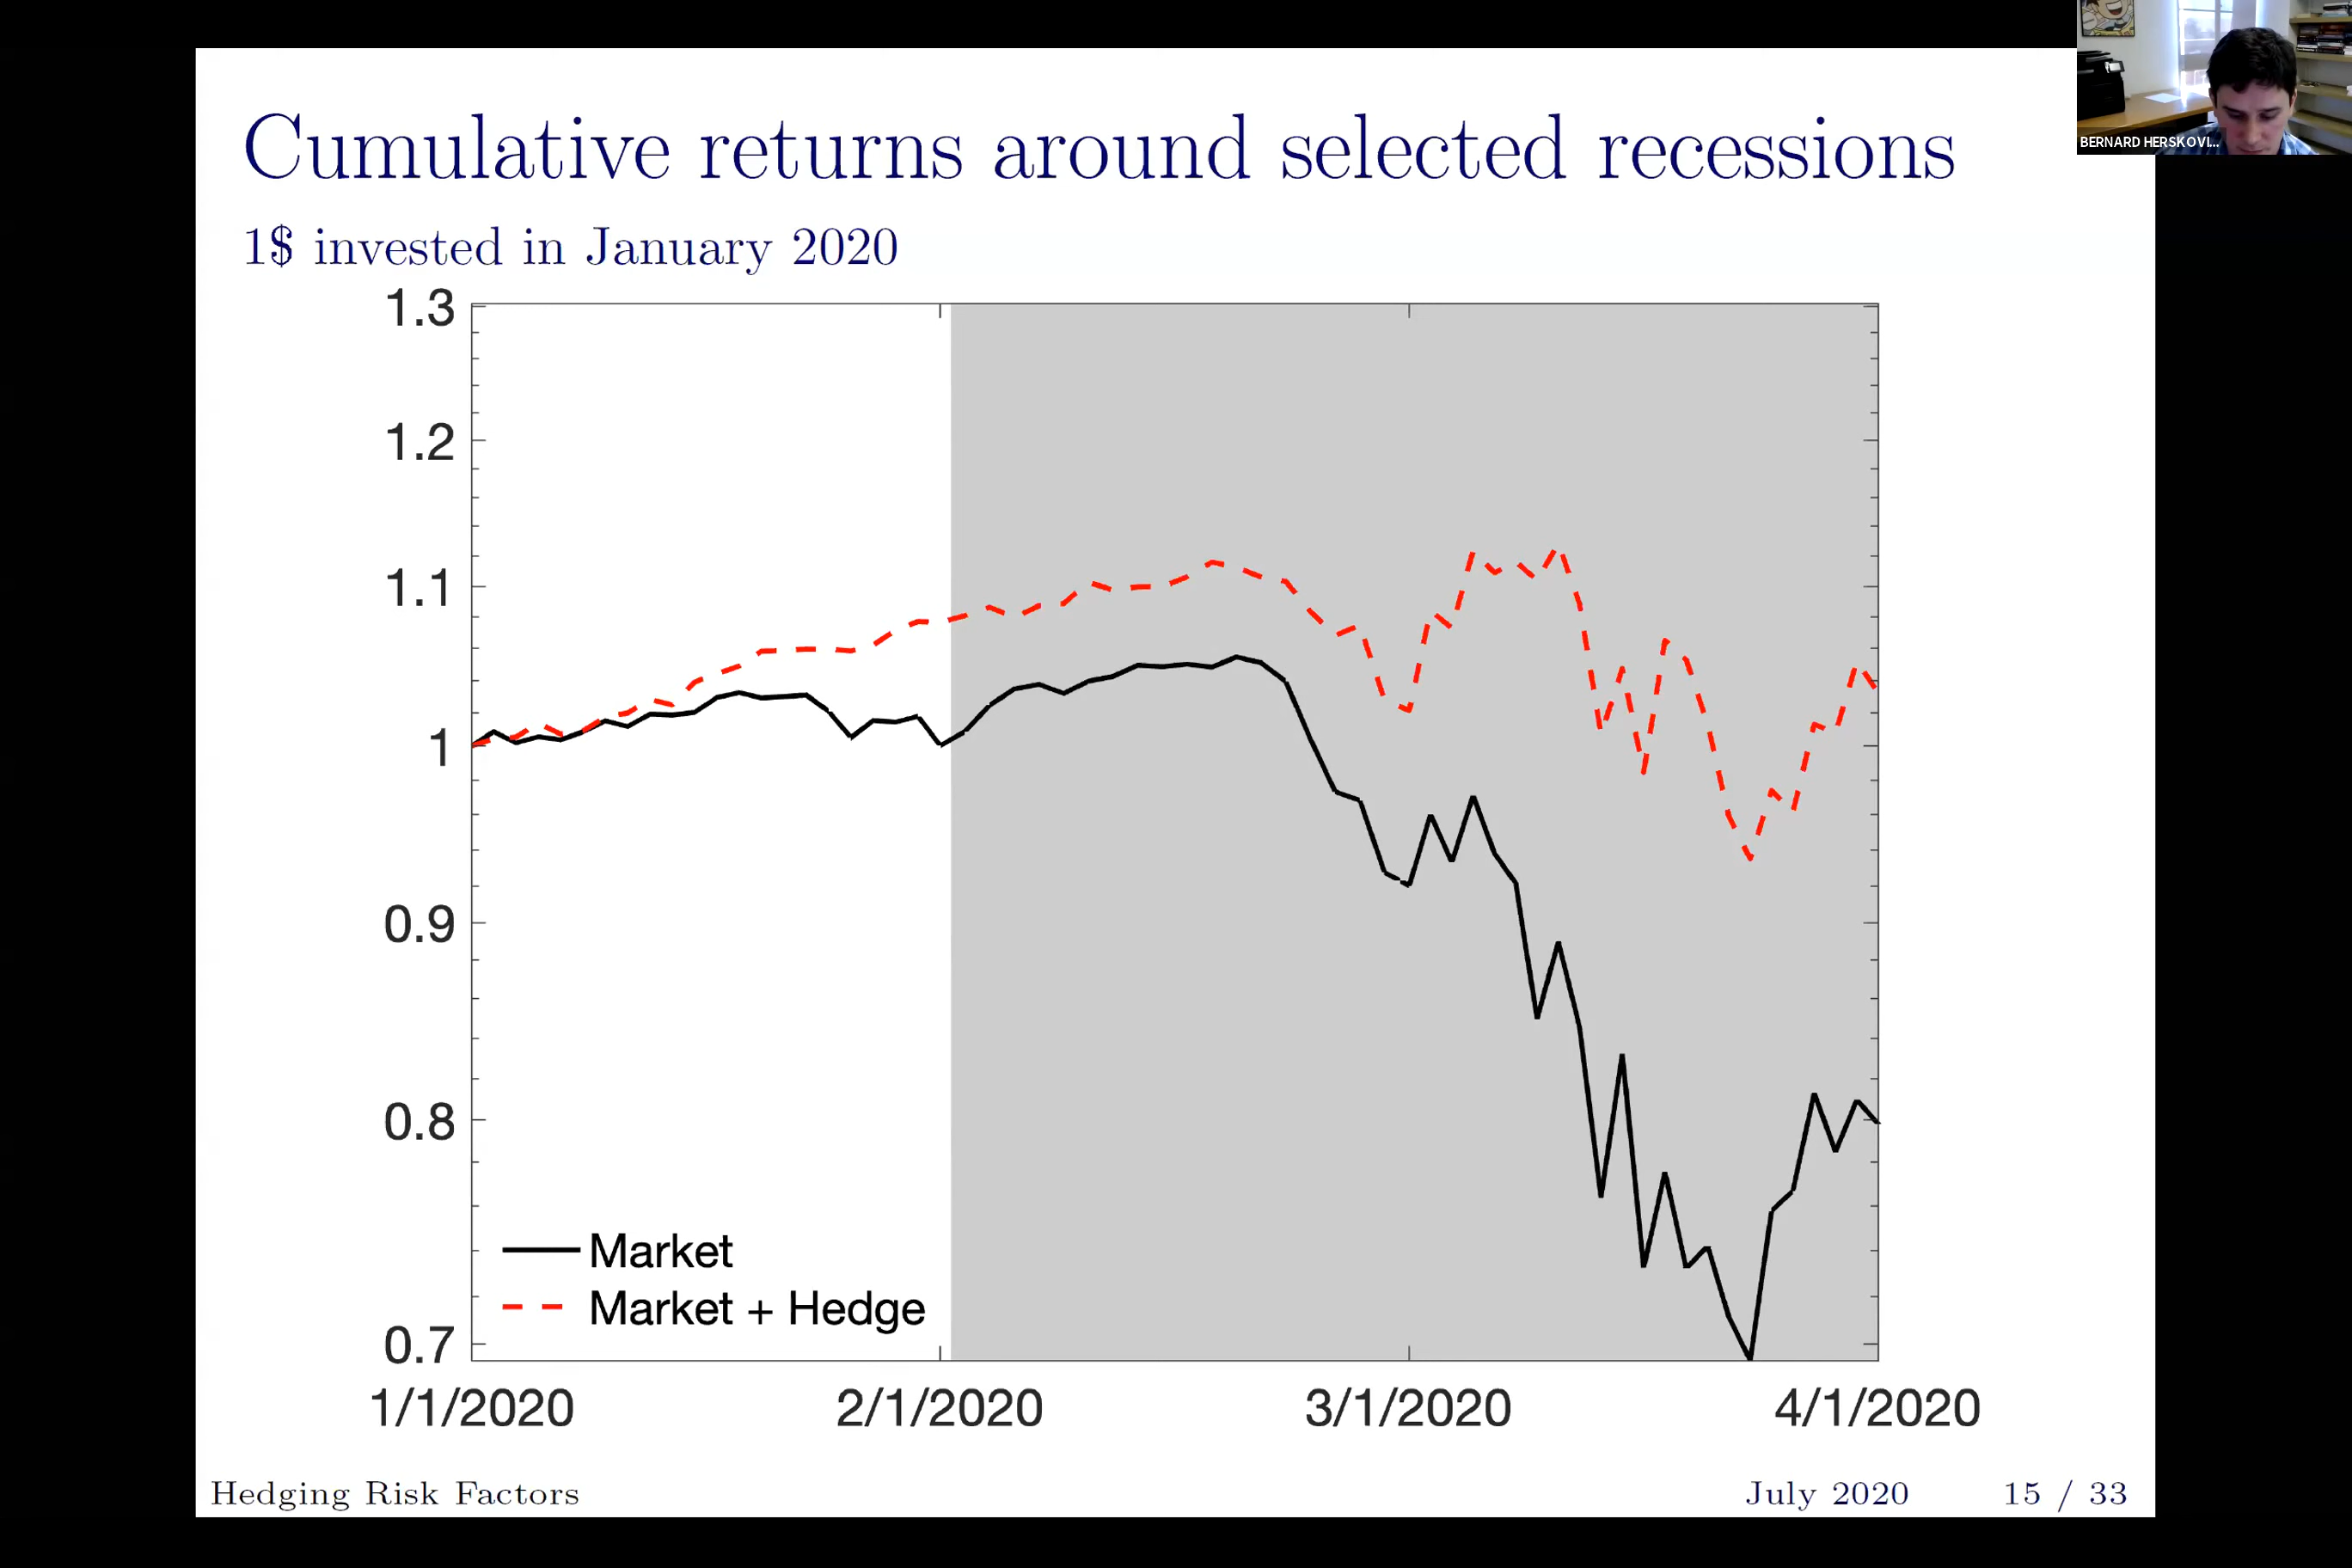 Cumulative returns around selected recessions
BERNARD HERSKOVI...
1$ invested in January 2020
1.3
1.2
1.1
1
0.9
0.8
0.7
Market
Market + Hedge
1/1/2020 2/1/2020 3/1/2020 4/1/2020
Hedging Risk Factors July 2020 15 / 33